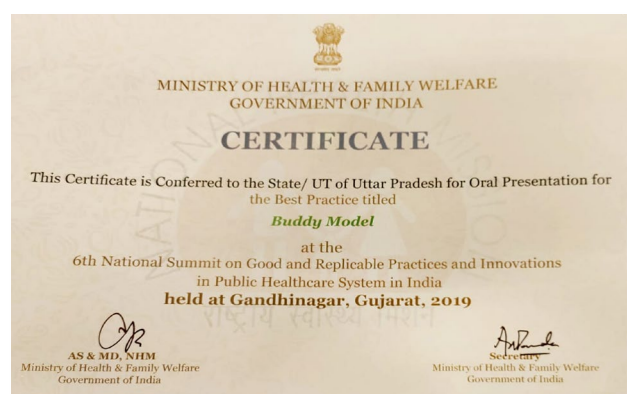 MINISTRY OF HEALTH & FAMILY WELFARE
GOVERNMENT OF INDIA
CERTIFICATE
This Certificate is Conferred to the State/ UT of Uttar Pradesh for Oral Presentation for
the Best Practice titled
Buddy Model
at the
6th National Summit on Good and Replicable Practices and Innovations
in Public Healthcare System in India
held at Gandhinagar, Gujarat, 2019
राष्ट्रीय स्वास्थ्य मिशन
AS & MD, NHM
Ministry of Health & Family Welfare
Government of India
Secretary
Ministry of Health & Family Welfare
Government of India